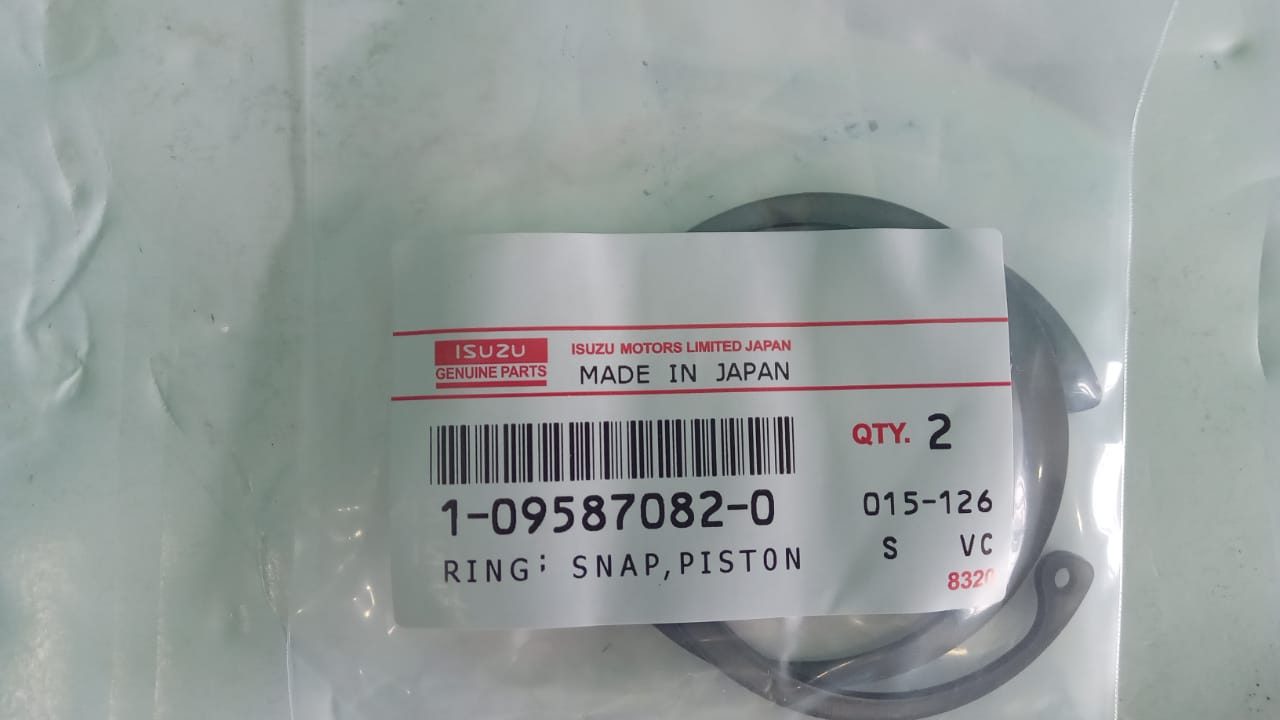 ISUZU
GENUINE PARTS
ISUZU MOTORS LIMITED JAPAN
MADE IN JAPAN
QTY. 2
1-09587082-0
015-126
RING; SNAP,PISTON
S VC
8320